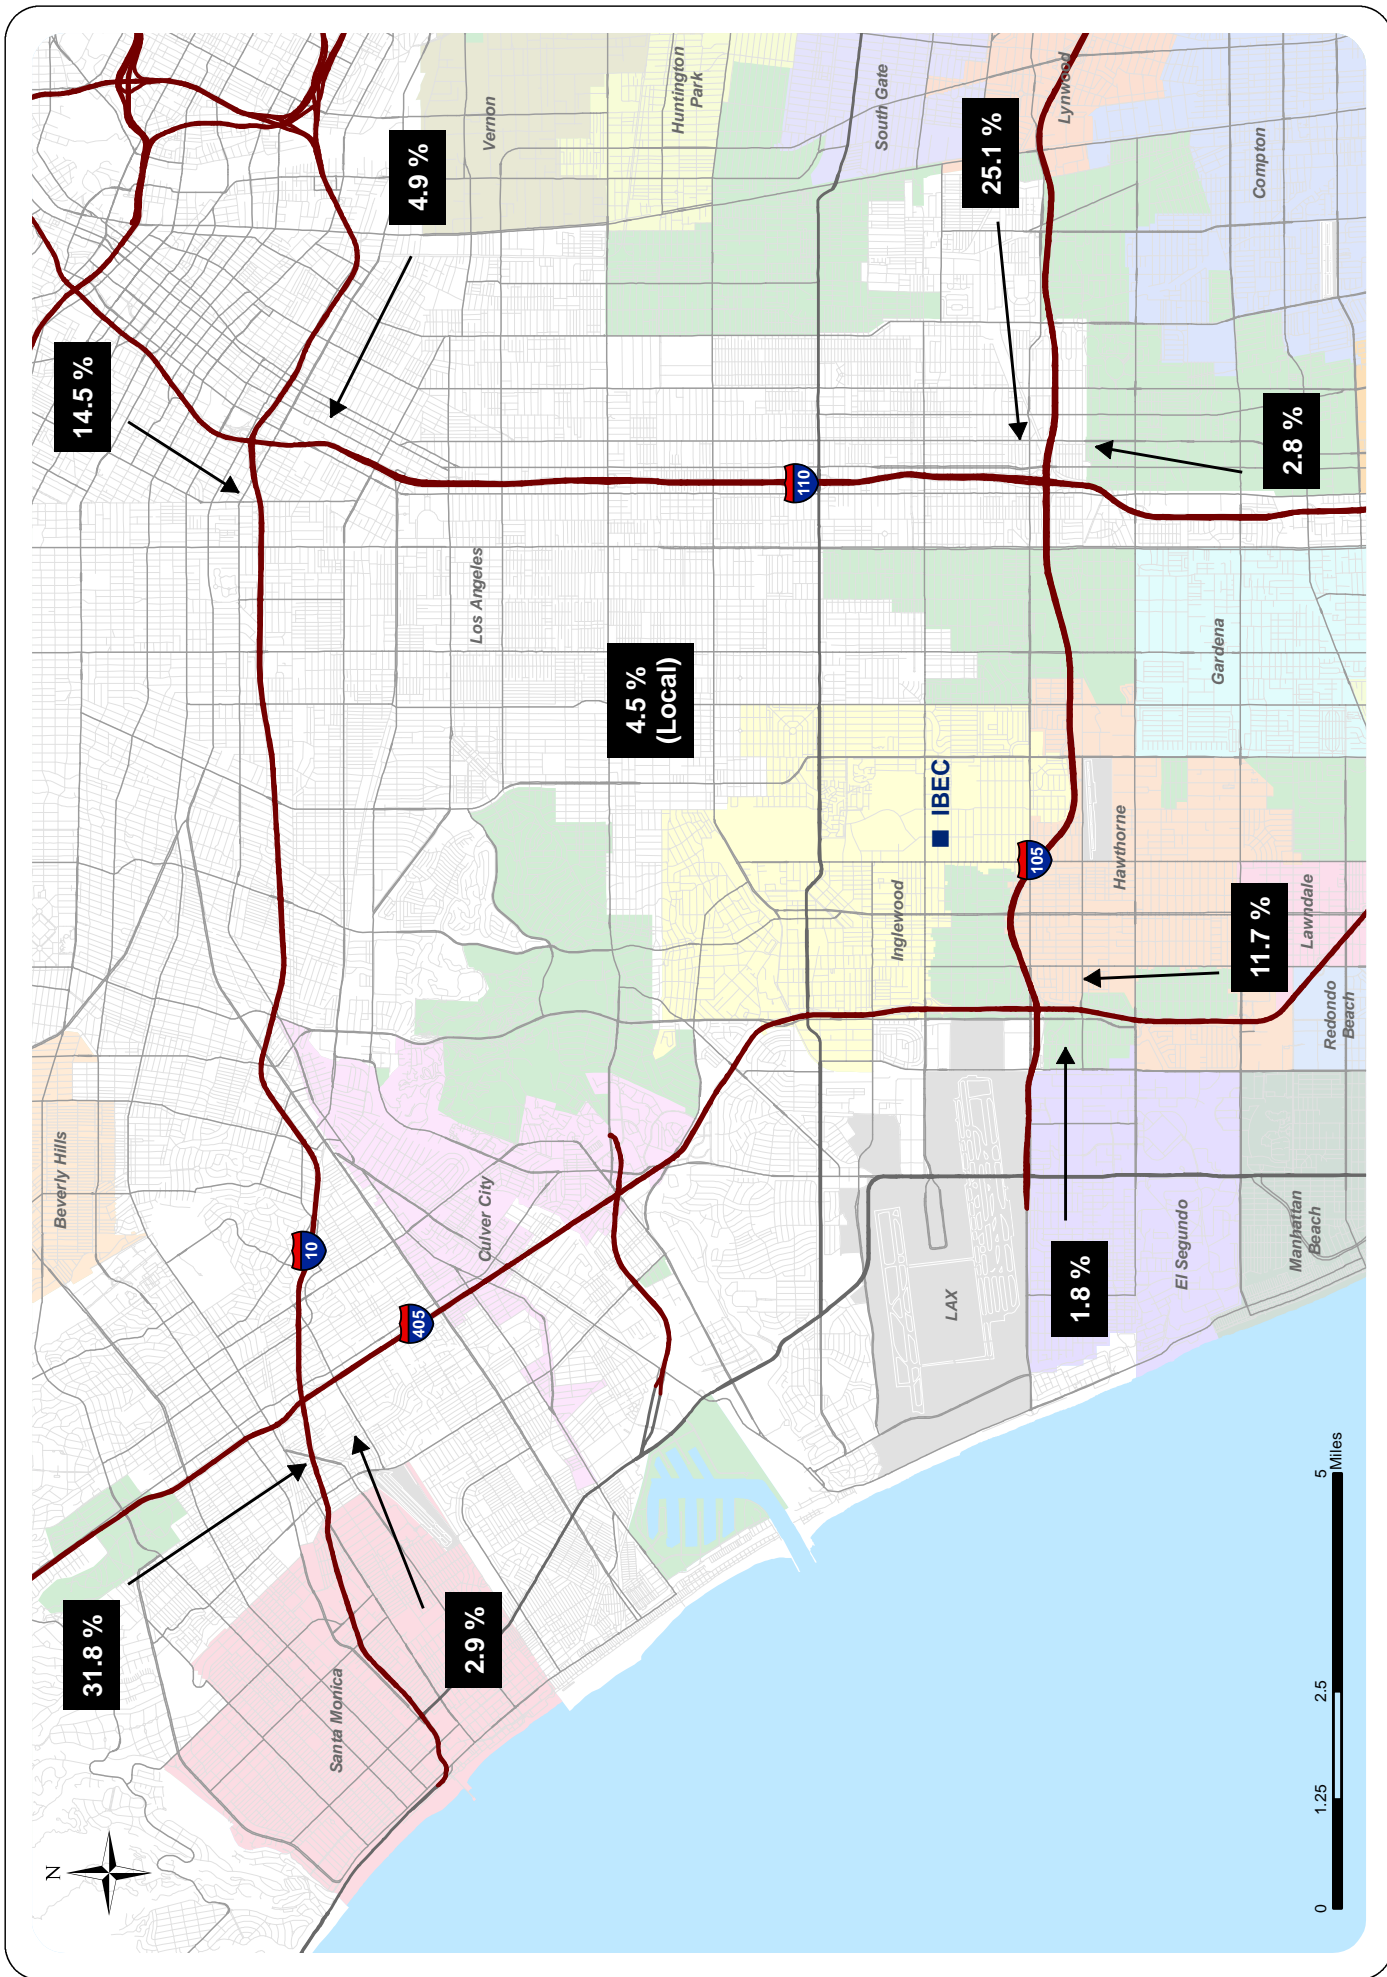 N
Santa Monica
31.8 %
2.9 %
Beverly Hills
10
405
Culver City
LAX
El Segundo
Manhattan
Beach
1.8 %
Redondo
Beach
Lawndale
11.7 %
Hawthorne
105
Inglewood
IBEC
4.5 %
(Local)
Los Angeles
Gardena
110
14.5 %
4.9 %
Vernon
Huntington
Park
South Gate
25.1 %
Lynwood
Compton
2.8 %
0
1.25
2.5
5
Miles